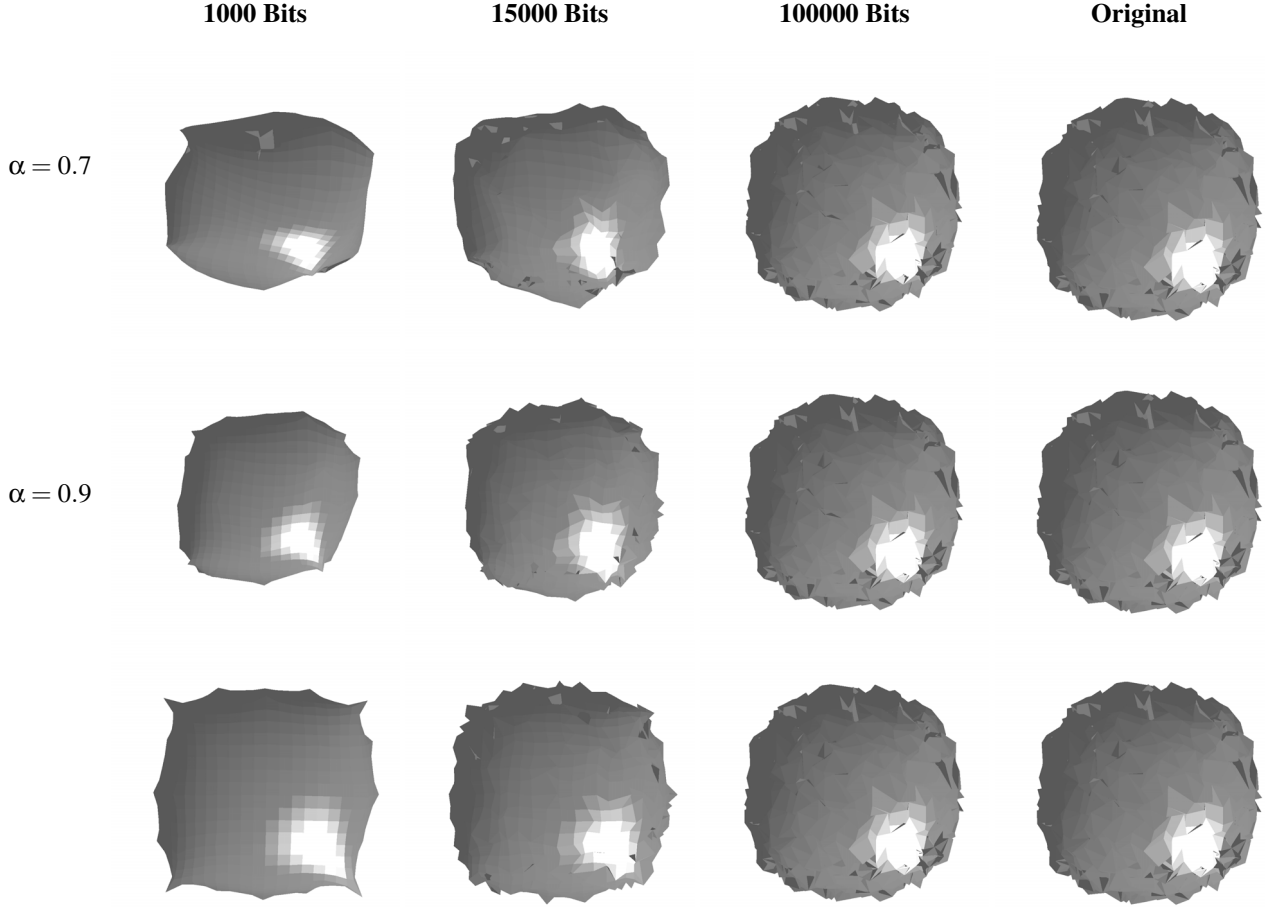 1000 Bits 15000 Bits 100000 Bits Original
α = 0.7
α = 0.9